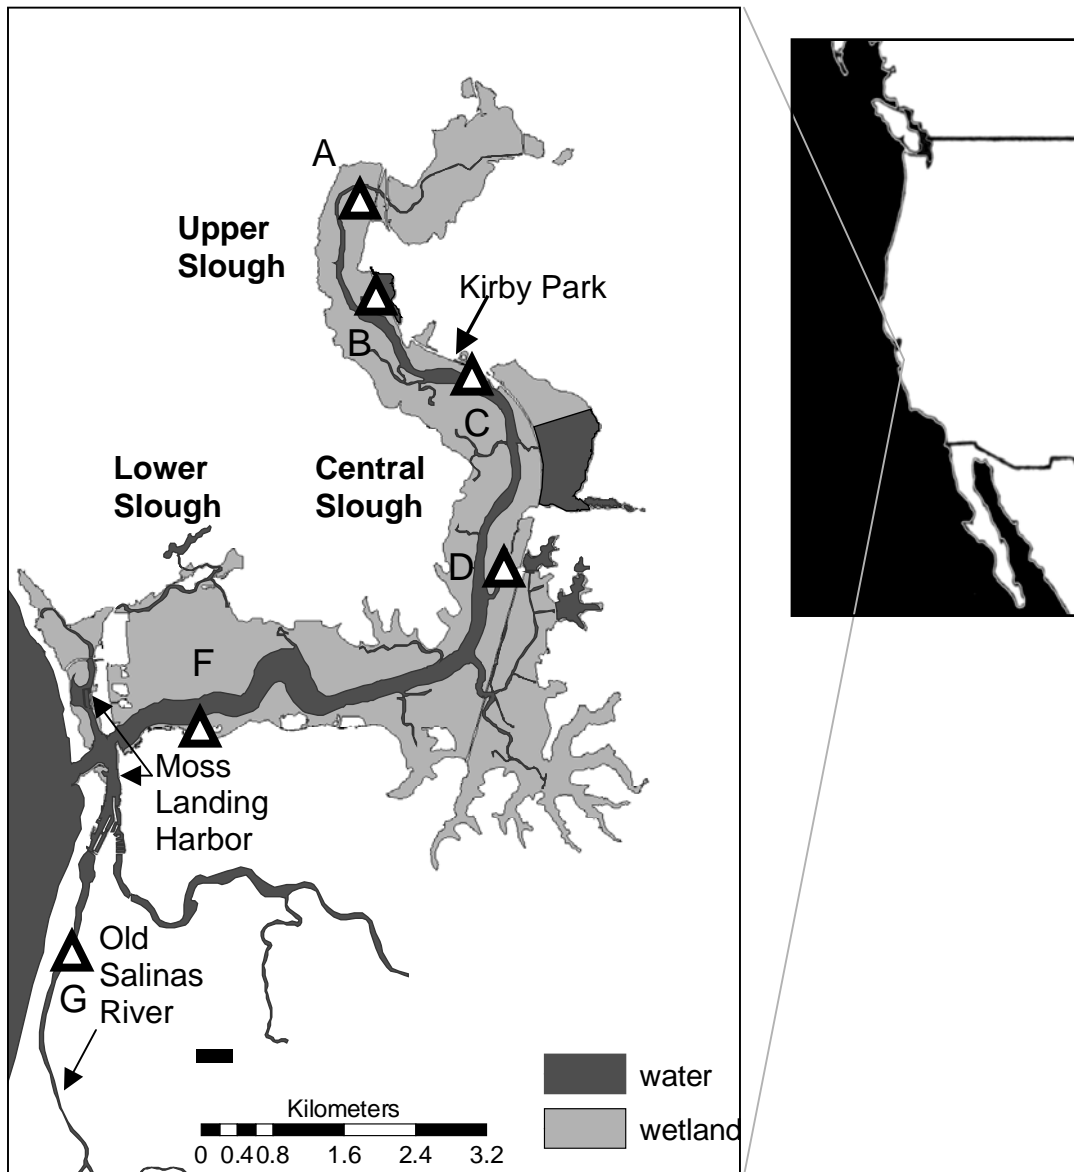 A
Upper
Slough
Kirby Park
B
C
Lower
Slough
Central
Slough
D
F
Moss
Landing
Harbor
Old
Salinas
River
G
water
wetland
Kilometers
0 0.4 0.8 1.6 2.4 3.2